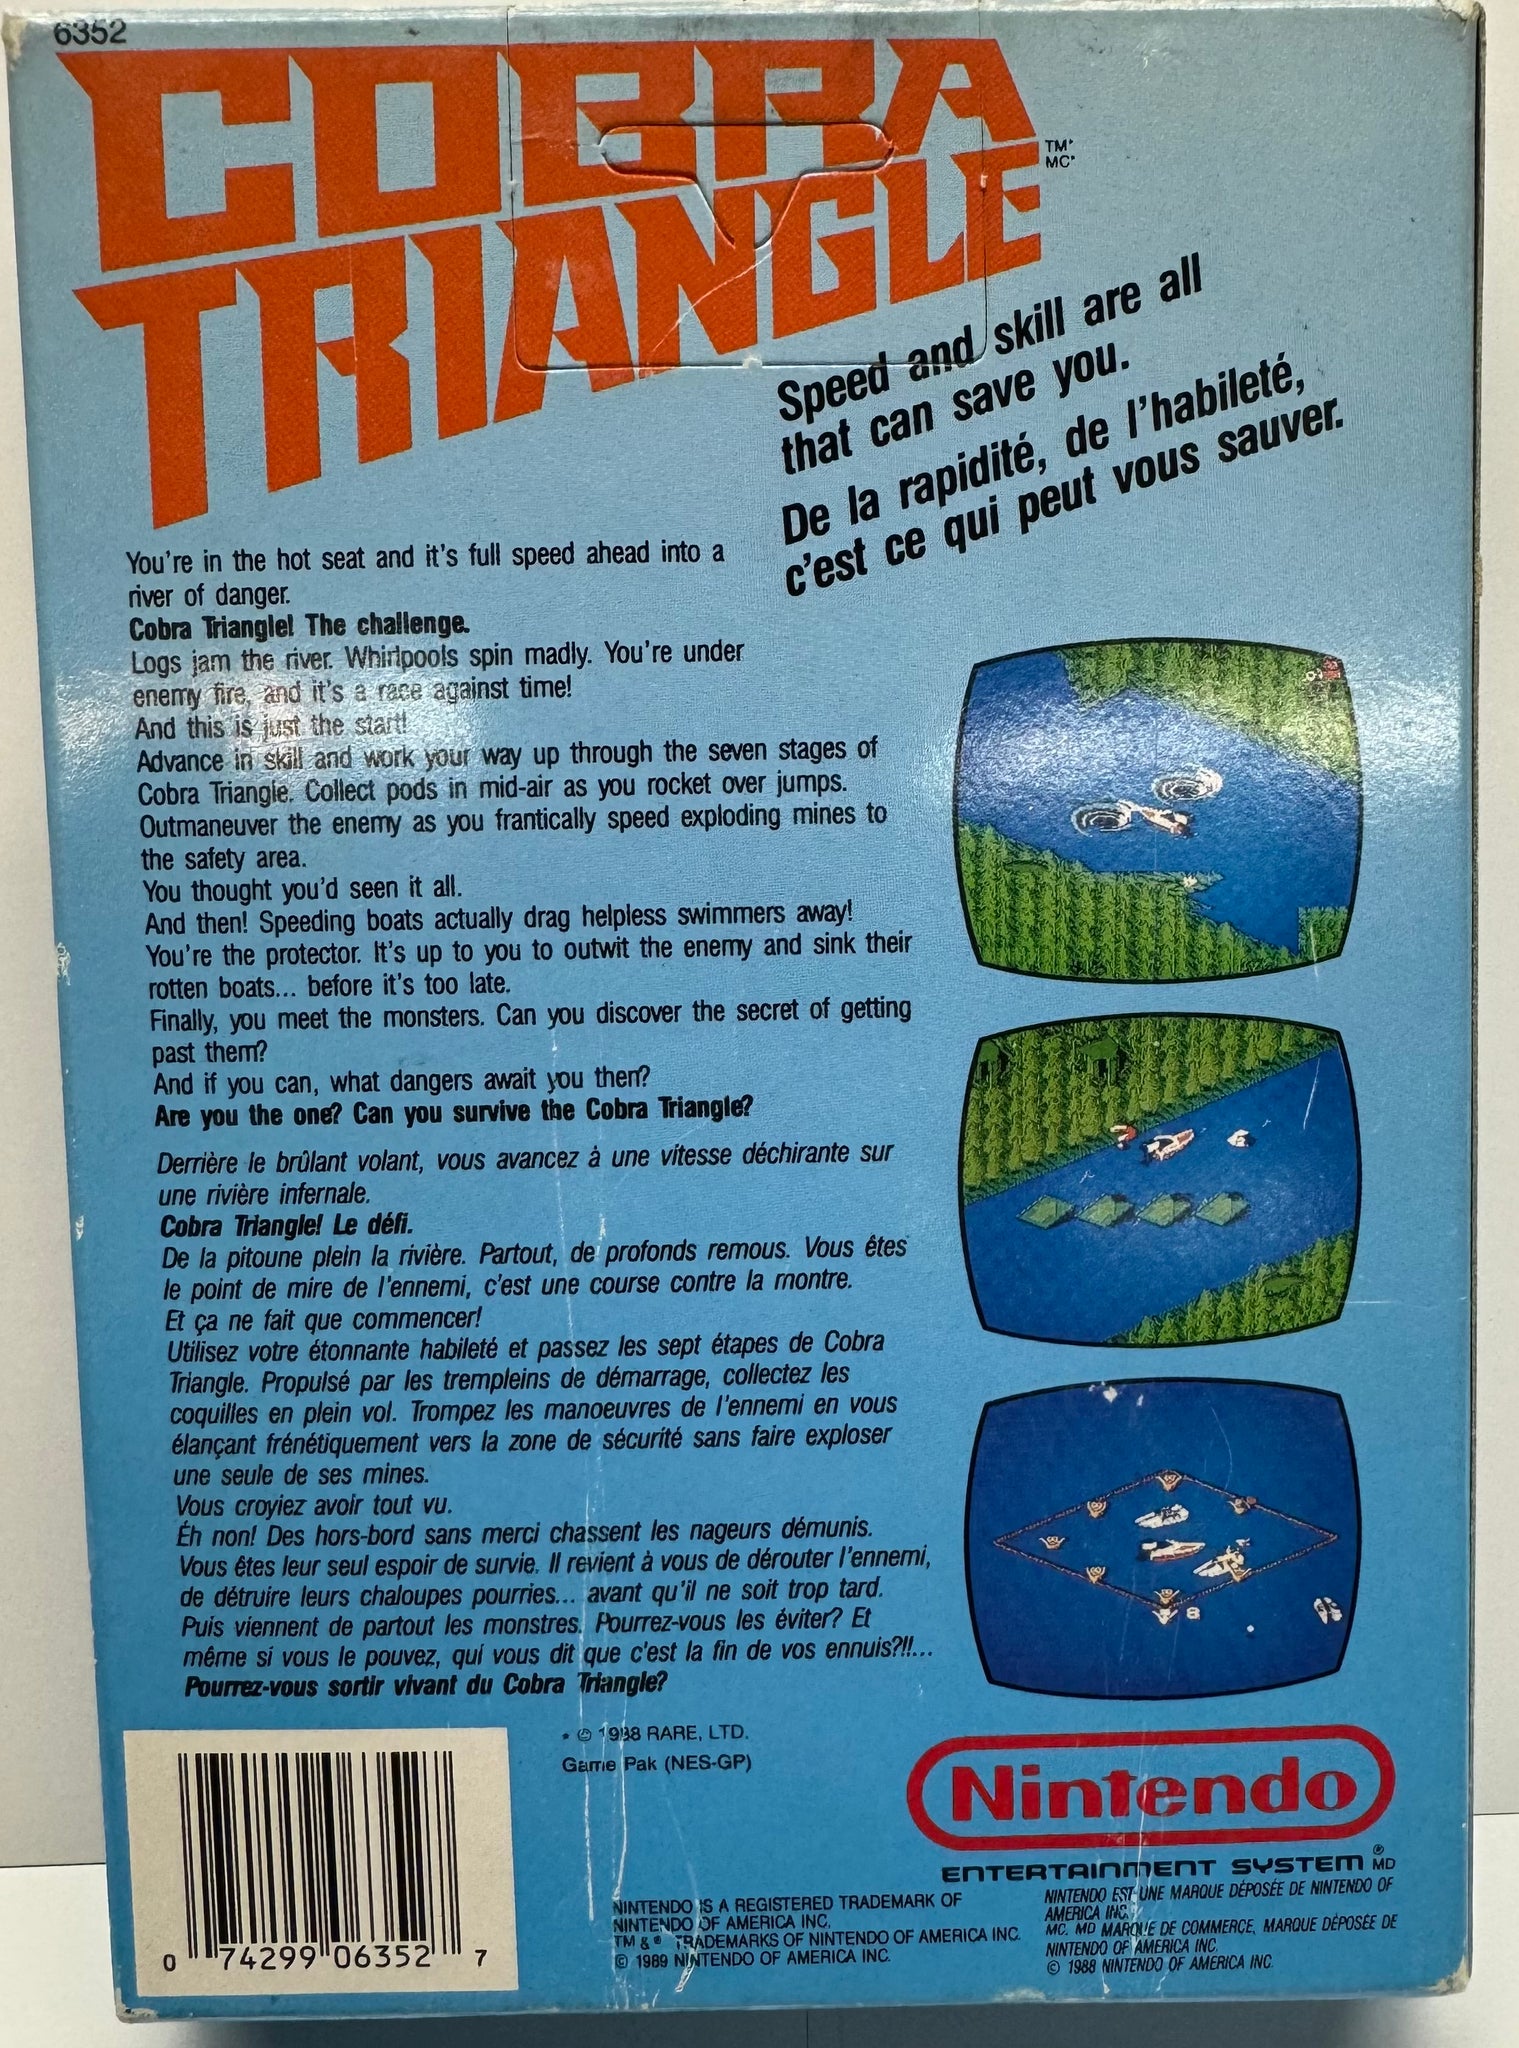 6352
COBRA
TRIANGLE
TM*
MC*
Speed and skill are all
that can save you.
De la rapidité, de l'habileté,
c'est ce qui peut vous sauver.
You're in the hot seat and it's full speed ahead into a
river of danger.
Cobra Triangle! The challenge.
Logs jam the river. Whirlpools spin madly. You're under
enemy fire, and it's a race against time!
And this is just the start!
Advance in skill and work your way up through the seven stages of
Cobra Triangle. Collect pods in mid-air as you rocket over jumps.
Outmaneuver the enemy as you frantically speed exploding mines to
the safety area.
You thought you'd seen it all.
And then! Speeding boats actually drag helpless swimmers away!
You're the protector. It's up to you to outwit the enemy and sink their
rotten boats... before it's too late.
Finally, you meet the monsters. Can you discover the secret of getting
past them?
And if you can, what dangers await you then?
Are you the one? Can you survive the Cobra Triangle?
Derrière le brûlant volant, vous avancez à une vitesse déchirante sur
une rivière infernale.
Cobra Triangle! Le défi.
De la pitoune plein la rivière. Partout, de profonds remous. Vous êtes
le point de mire de l'ennemi, c'est une course contre la montre.
Et ça ne fait que commencer!
Utilisez votre étonnante habileté et passez les sept étapes de Cobra
Triangle. Propulsé par les tremplins de démarrage, collectez les
coquilles en plein vol. Trompez les manoeuvres de l'ennemi en vous
élançant frénétiquement vers la zone de sécurité sans faire exploser
une seule de ses mines.
Vous croyiez avoir tout vu.
Éh non! Des hors-bord sans merci chassent les nageurs démunis.
Vous êtes leur seul espoir de survie. Il revient à vous de dérouter l'ennemi,
de détruire leurs chaloupes pourries... avant qu'il ne soit trop tard.
Puis viennent de partout les monstres. Pourrez-vous les éviter? Et
même si vous le pouvez, qui vous dit que c'est la fin de vos ennuis?!!...
Pourrez-vous sortir vivant du Cobra Triangle?
8
* © 1988 RARE, LTD.
Game Pak (NES-GP)
Nintendo®
ENTERTAINMENT SYSTEM MD
0 74299 06352 7
NINTENDO IS A REGISTERED TRADEMARK OF
NINTENDO OF AMERICA INC.
TM & ® TRADEMARKS OF NINTENDO OF AMERICA INC.
© 1989 NINTENDO OF AMERICA INC.
NINTENDO EST UNE MARQUE DÉPOSÉE DE NINTENDO OF
AMERICA INC.
MC, MD MARQUE DE COMMERCE, MARQUE DÉPOSÉE DE
NINTENDO OF AMERICA INC.
© 1988 NINTENDO OF AMERICA INC.